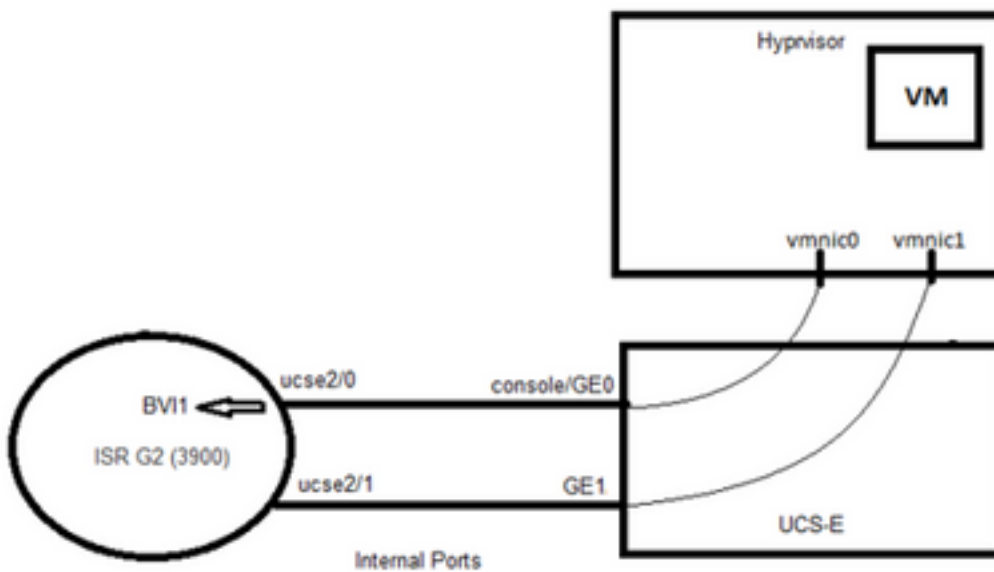 Hyprvisor
VM
vmnic0
vmnic1
ucse2/0
console/GE0
BVI1
ISR G2 (3900)
ucse2/1
GE1
UCS-E
Internal Ports